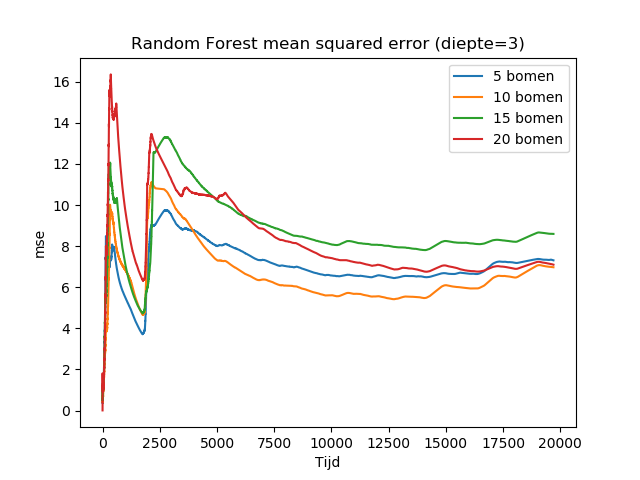 Random Forest mean squared error (diepte=3)
5 bomen
10 bomen
15 bomen
20 bomen
mse
16
14
12
10
8
6
4
2
0
0 2500 5000 7500 10000 12500 15000 17500 20000
Tijd